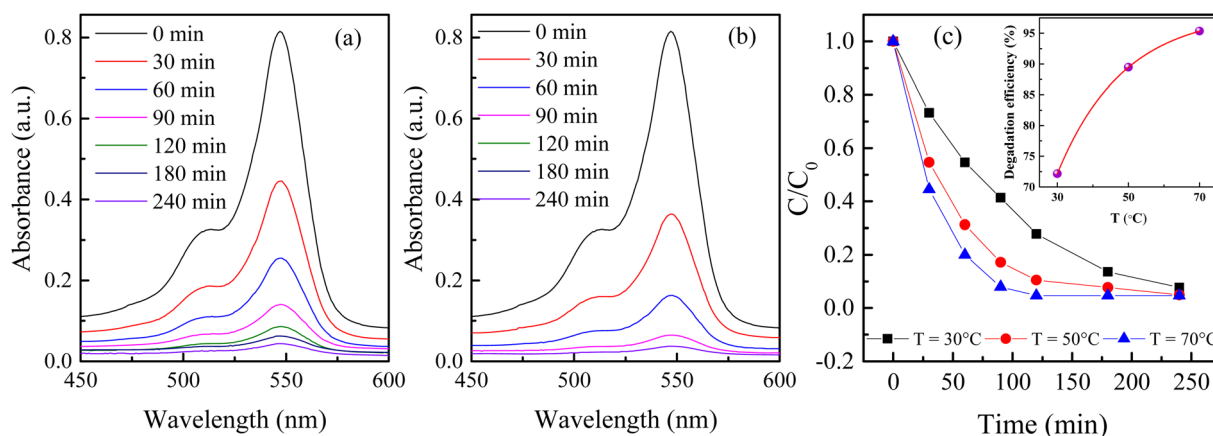 (a)
0 min
30 min
60 min
90 min
120 min
180 min
240 min
0.8
0.6
0.4
0.2
0.0
Absorbance (a.u.)
450 500 550 600
Wavelength (nm)
(b)
0 min
30 min
60 min
90 min
120 min
180 min
240 min
0.8
0.6
0.4
0.2
0.0
Absorbance (a.u.)
450 500 550 600
Wavelength (nm)
(c)
1.0
0.8
0.6
0.4
0.2
0.0
-0.2
C/C0
0 50 100 150 200 250
Time (min)
T = 30°C T = 50°C T = 70°C
95
90
85
80
75
70
Degadation efficiency (%)
30 50 70
T (°C)